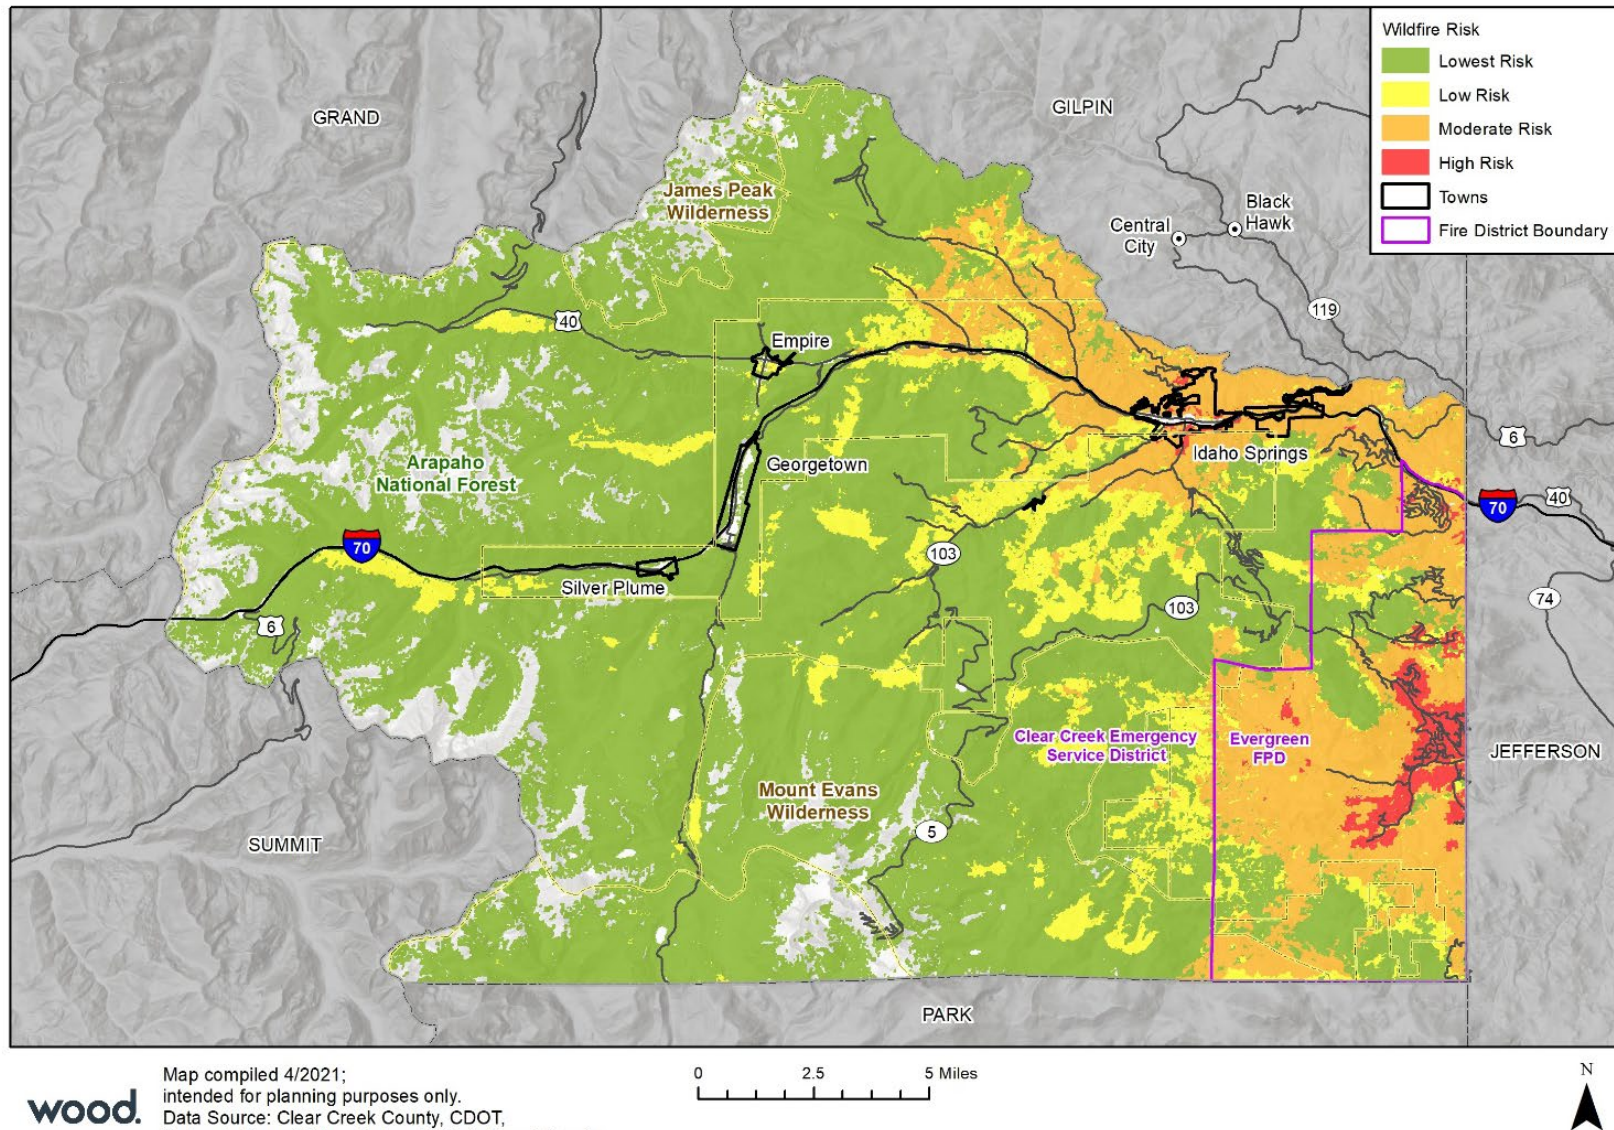 Wildfire Risk
Lowest Risk
Low Risk
Moderate Risk
High Risk
Towns
Fire District Boundary
GRAND
GILPIN
James Peak
Wilderness
Black
Hawk
Central
City
119
40
Empire
6
Idaho Springs
Georgetown
Arapaho
National Forest
40
70
70
103
Silver Plume
74
103
6
Clear Creek Emergency
Service District
Evergreen
FPD
JEFFERSON
Mount Evans
Wilderness
5
SUMMIT
PARK
wood.
Map compiled 4/2021;
intended for planning purposes only.
Data Source: Clear Creek County, CDOT,
0 2.5 5 Miles
N